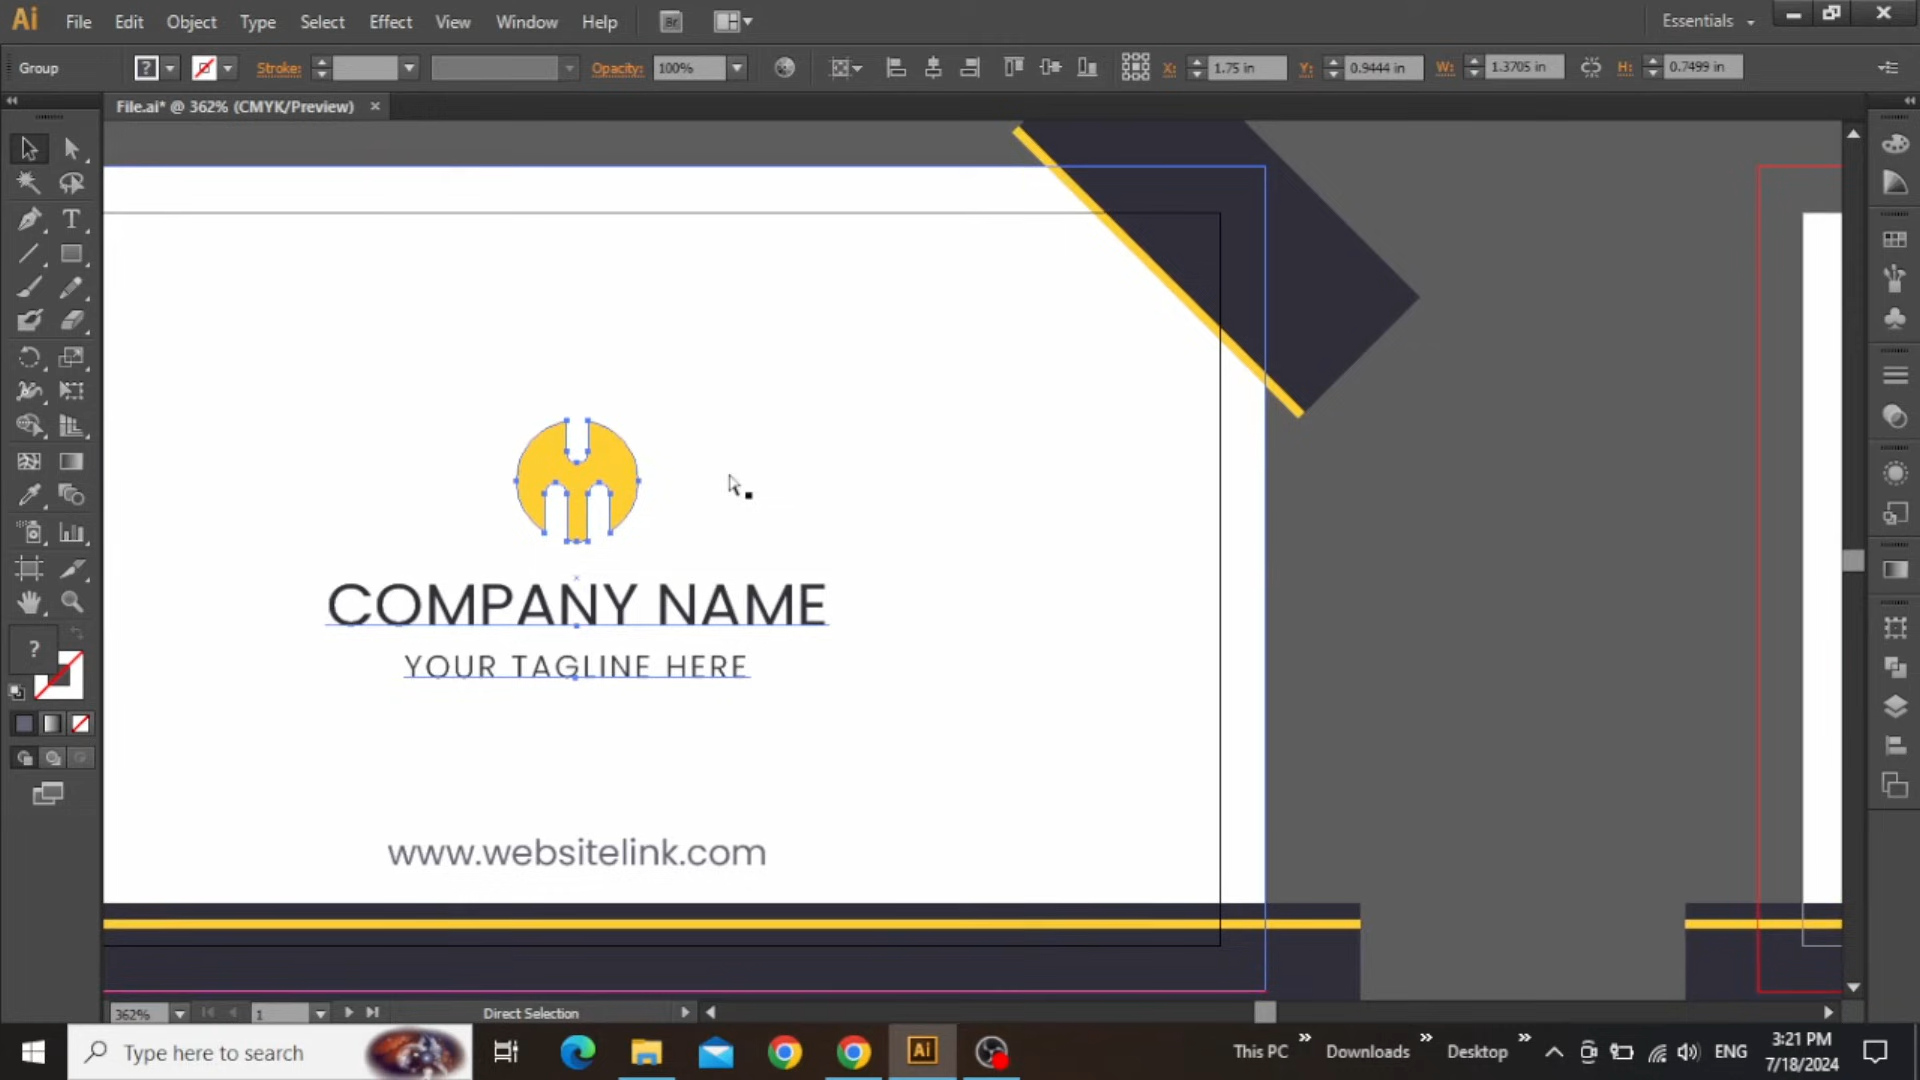 Ai File Edit Object Type Select Effect View Window Help Br Essentials
Group ? Stroke: Opacity: 100% X: 1.75 in Y: 0.9444 in W: 1.3705 in H: 0.7499 in
File.ai* @ 362% (CMYK/Preview)
T
COMPANY NAME
YOUR TAGLINE HERE
?
www.websitelink.com
362% 1 Direct Selection
Type here to search Ai This PC Downloads Desktop ENG 3:21 PM
7/18/2024